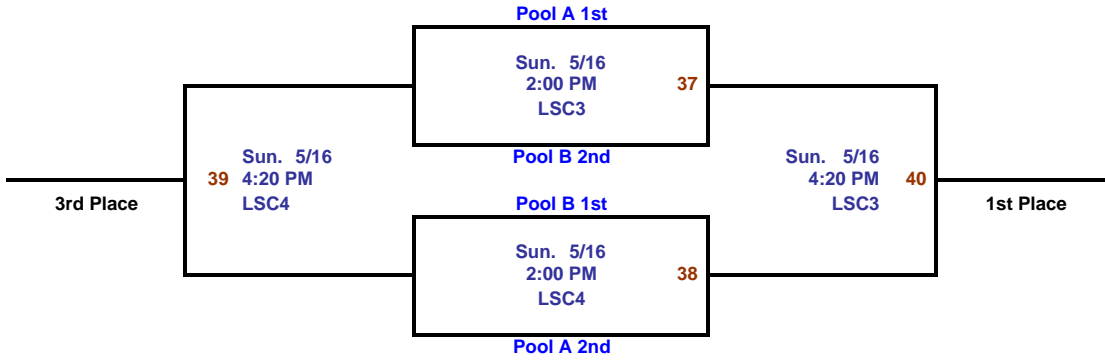 Pool A 1st
Sun. 5/16
2:00 PM
37
LSC3
Pool B 2nd
Sun. 5/16
39
4:20 PM
LSC4
3rd Place
Sun. 5/16
4:20 PM
40
LSC3
1st Place
Pool B 1st
Sun. 5/16
2:00 PM
38
LSC4
Pool A 2nd